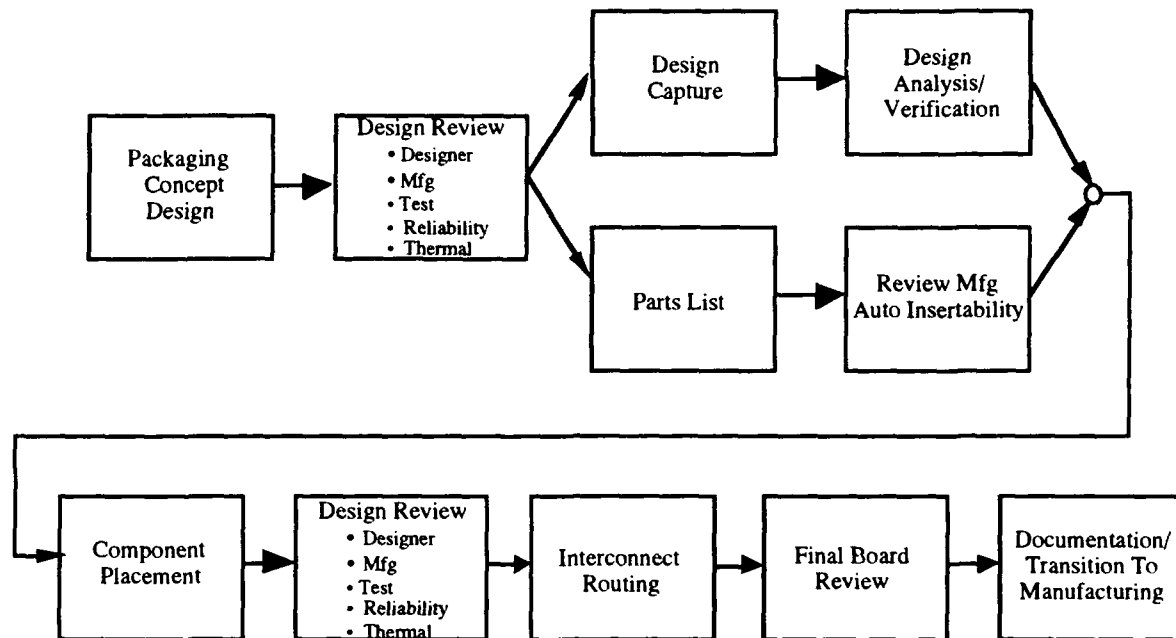 Packaging
Concept
Design
Design Review
• Designer
• Mfg
• Test
• Reliability
• Thermal
Design
Capture
Design
Analysis/
Verification
Parts List
Review Mfg
Auto Insertability
Component
Placement
Design Review
• Designer
• Mfg
• Test
• Reliability
• Thermal
Interconnect
Routing
Final Board
Review
Documentation/
Transition To
Manufacturing